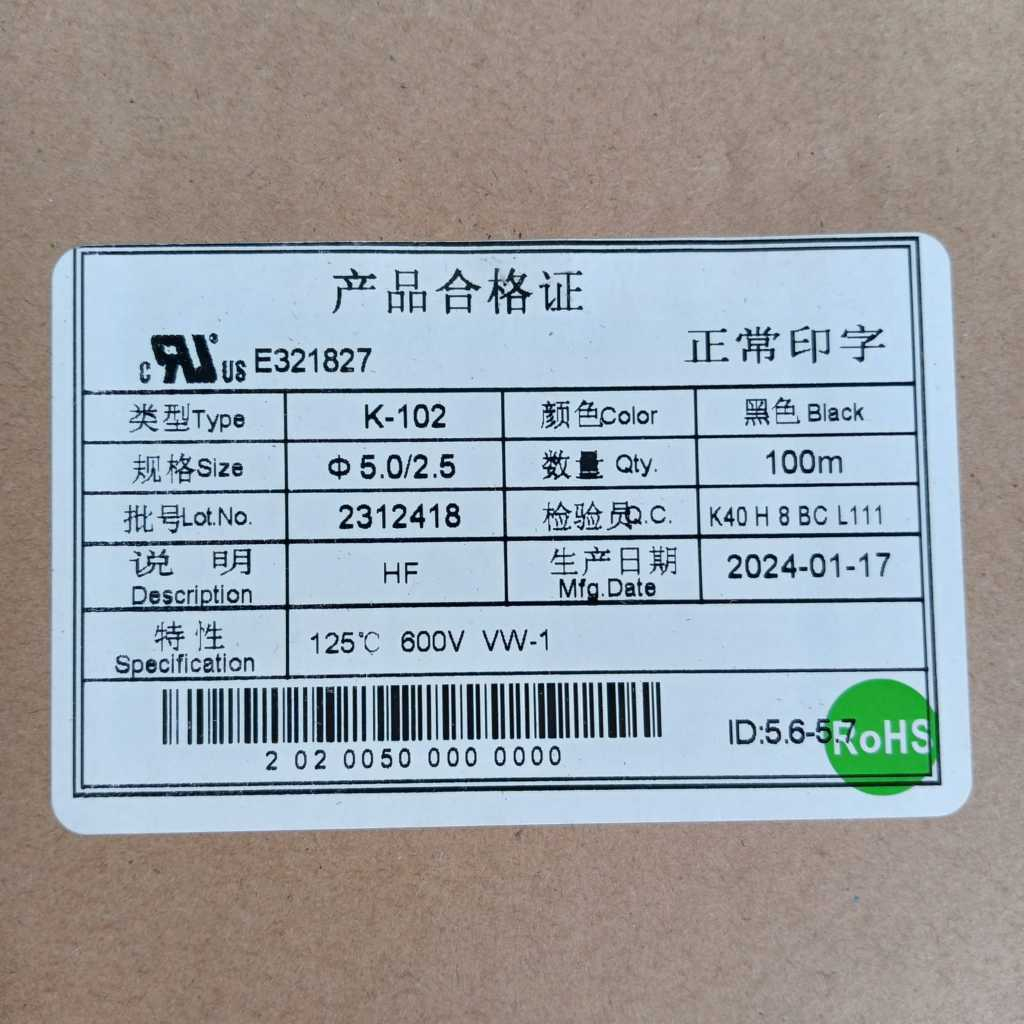 产品合格证
c RU US E321827 正常印字
类型Type K-102 颜色Color 黑色 Black
规格Size Φ5.0/2.5 数量 Qty. 100m
批号Lot.No. 2312418 检验员Q.C. K40 H 8 BC L111
说 明 HF 生产日期 2024-01-17
Description Mfg.Date
特 性 125℃ 600V VW-1
Specification
ID:5.6-5.7 RoHS
2 02 0050 000 0000